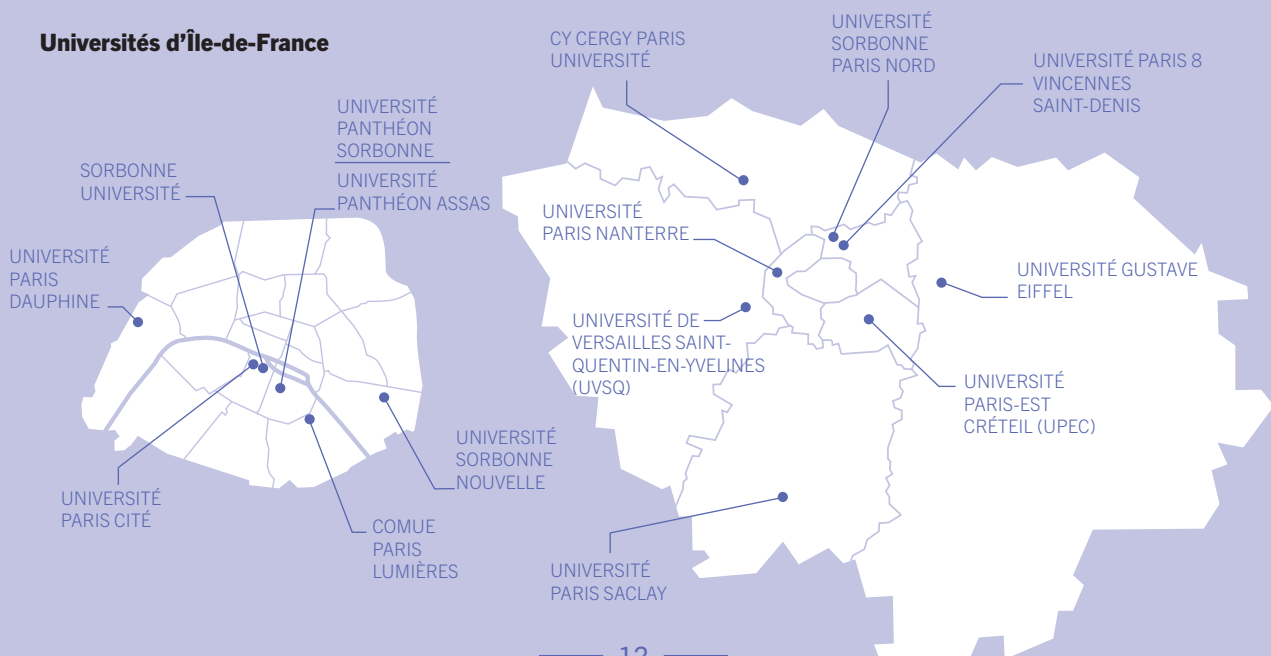 Universités d'Île-de-France
UNIVERSITÉ
PANTHÉON
SORBONNE
UNIVERSITÉ
PANTHÉON ASSAS
SORBONNE
UNIVERSITÉ
UNIVERSITÉ
PARIS
DAUPHINE
UNIVERSITÉ
PARIS CITÉ
COMUE
PARIS
LUMIÈRES
UNIVERSITÉ
SORBONNE
NOUVELLE
CY CERGY PARIS
UNIVERSITÉ
UNIVERSITÉ
SORBONNE
PARIS NORD
UNIVERSITÉ PARIS 8
VINCENNES
SAINT-DENIS
UNIVERSITÉ
PARIS NANTERRE
UNIVERSITÉ GUSTAVE
EIFFEL
UNIVERSITÉ DE
VERSAILLES SAINT-
QUENTIN-EN-YVELINES
(UVSQ)
UNIVERSITÉ
PARIS-EST
CRÉTEIL (UPEC)
UNIVERSITÉ
PARIS SACLAY
12